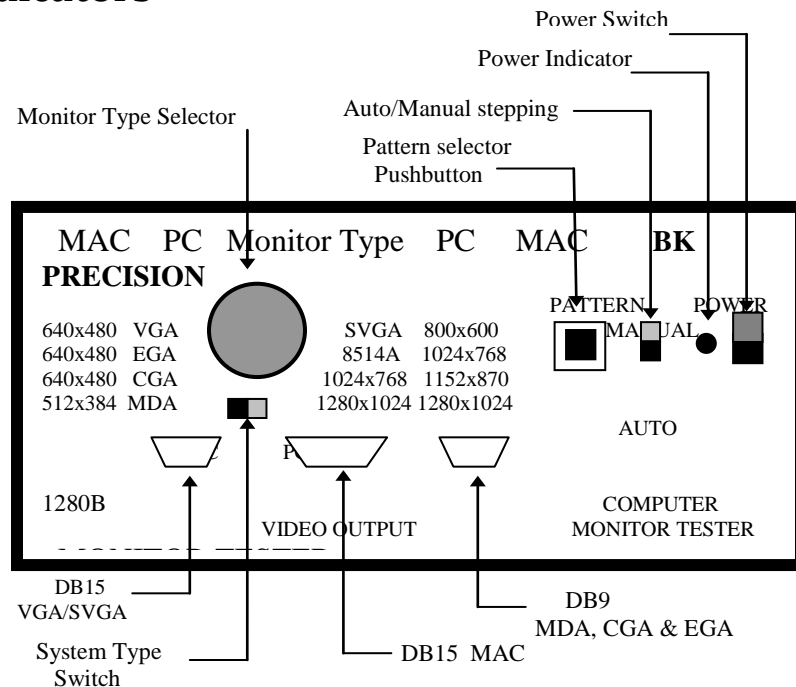 Power Switch
Power Indicator
Auto/Manual stepping
Monitor Type Selector
Pattern selector
Pushbutton
MAC PC Monitor Type PC MAC BK
PRECISION
PATTERN POWER
MANUAL
640x480 VGA SVGA 800x600
640x480 EGA 8514A 1024x768
640x480 CGA 1024x768 1152x870
512x384 MDA 1280x1024 1280x1024
AUTO
1280B COMPUTER
VIDEO OUTPUT MONITOR TESTER
DB15
VGA/SVGA
DB9
MDA, CGA & EGA
System Type
Switch
DB15 MAC